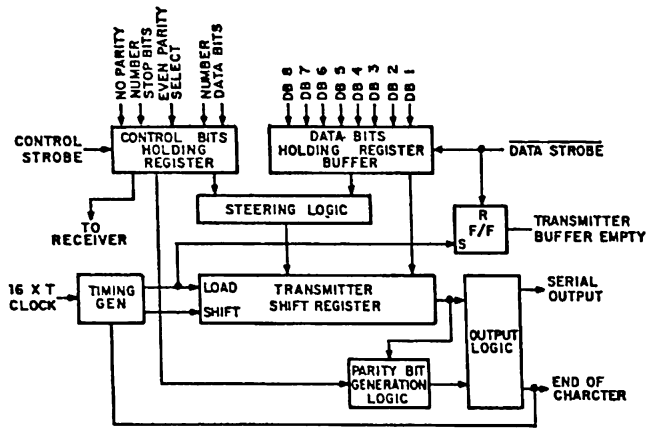 NO PARITY
NUMBER
STOP BITS
EVEN PARITY
SELECT
NUMBER
DATA BITS
DB 8
DB 7
DB 6
DB 5
DB 4
DB 3
DB 2
DB 1
CONTROL
STROBE
CONTROL BITS
HOLDING
REGISTER
DATA-BITS
HOLDING REGISTER
BUFFER
DATA STROBE
TO
RECEIVER
STEERING LOGIC
R
F/F
S
TRANSMITTER
BUFFER EMPTY
16 X T
CLOCK
TIMING
GEN
LOAD
SHIFT
TRANSMITTER
SHIFT REGISTER
OUTPUT
LOGIC
SERIAL
OUTPUT
PARITY BIT
GENERATION
LOGIC
END OF
CHARCTER